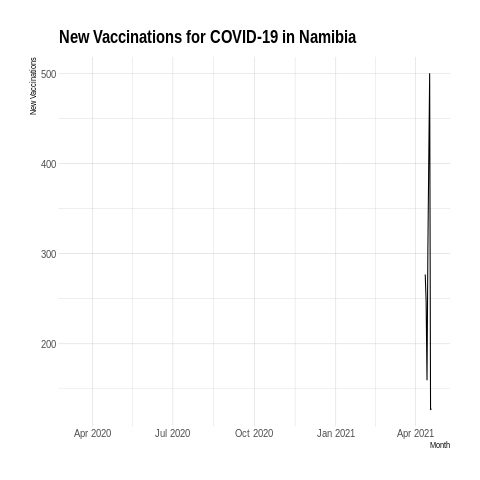 New Vaccinations for COVID-19 in Namibia
New Vaccinations
500
400
300
200
Apr 2020 Jul 2020 Oct 2020 Jan 2021 Apr 2021
Month